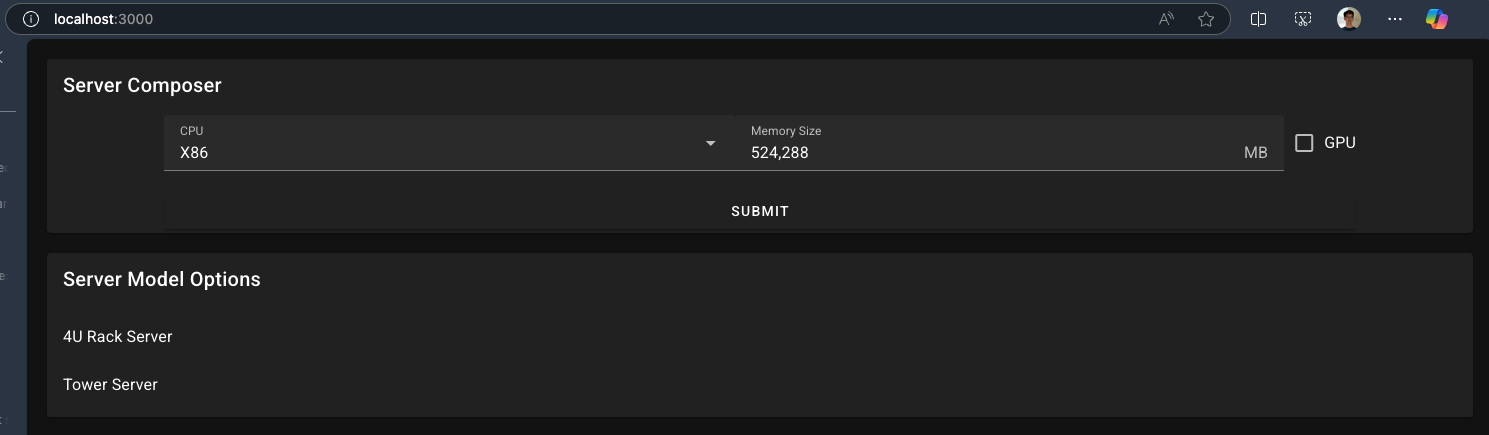 localhost:3000
Server Composer
CPU
X86
Memory Size
524,288
MB
GPU
SUBMIT
Server Model Options
4U Rack Server
Tower Server